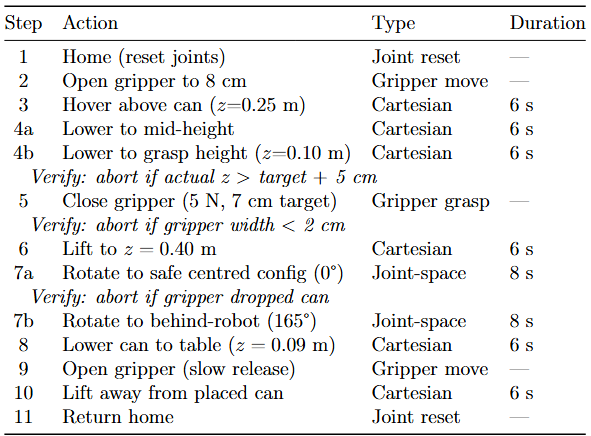 Step Action Type Duration
1 Home (reset joints) Joint reset —
2 Open gripper to 8 cm Gripper move —
3 Hover above can (z=0.25 m) Cartesian 6 s
4a Lower to mid-height Cartesian 6 s
4b Lower to grasp height (z=0.10 m) Cartesian 6 s
Verify: abort if actual z > target + 5 cm
5 Close gripper (5 N, 7 cm target) Gripper grasp —
Verify: abort if gripper width < 2 cm
6 Lift to z = 0.40 m Cartesian 6 s
7a Rotate to safe centred config (0°) Joint-space 8 s
Verify: abort if gripper dropped can
7b Rotate to behind-robot (165°) Joint-space 8 s
8 Lower can to table (z = 0.09 m) Cartesian 6 s
9 Open gripper (slow release) Gripper move —
10 Lift away from placed can Cartesian 6 s
11 Return home Joint reset —